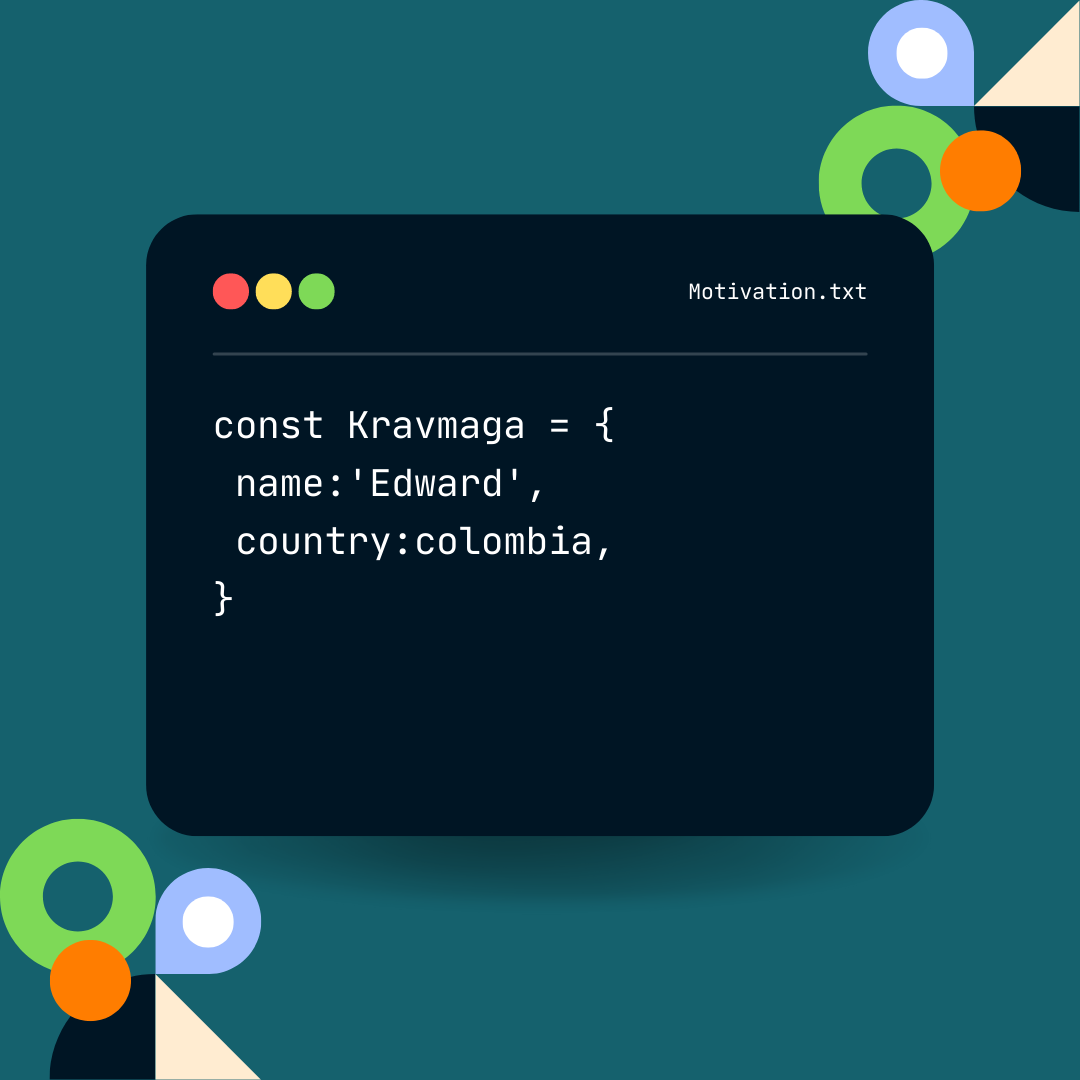 Motivation.txt
const Kravmaga = {
 name:'Edward',
 country:colombia,
}